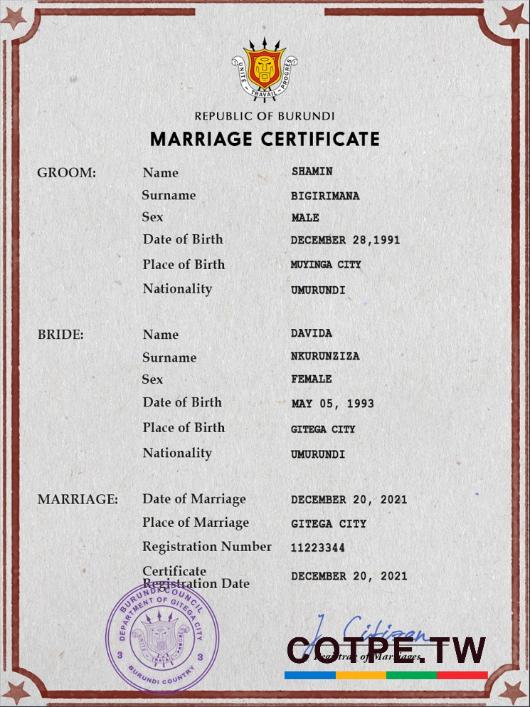 UNITE TRAVAIL PROGRES
REPUBLIC OF BURUNDI
MARRIAGE CERTIFICATE
GROOM: Name SHAMIN
Surname BIGIRIMANA
Sex MALE
Date of Birth DECEMBER 28,1991
Place of Birth MUYINGA CITY
Nationality UMURUNDI
BRIDE: Name DAVIDA
Surname NKURUNZIZA
Sex FEMALE
Date of Birth MAY 05, 1993
Place of Birth GITEGA CITY
Nationality UMURUNDI
MARRIAGE: Date of Marriage DECEMBER 20, 2021
Place of Marriage GITEGA CITY
Registration Number 11223344
Certificate
Registration Date DECEMBER 20, 2021
BURUNDI COUNCIL
DEPARTMENT OF GITEGA CITY
3 3
BURUNDI COUNTRY
J. Citizen
Registrar of Marriages
COTPE.TW